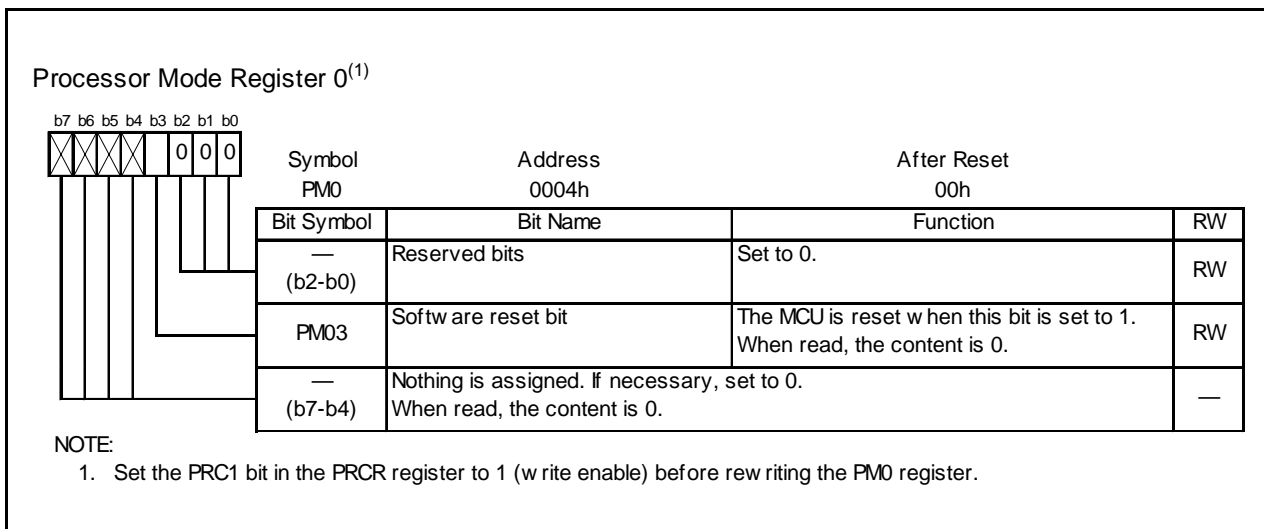 Processor Mode Register 0(1)
b7 b6 b5 b4 b3 b2 b1 b0
0 0 0
Symbol Address After Reset
PM0 0004h 00h
Bit Symbol Bit Name Function RW
—
(b2-b0)
Reserved bits
Set to 0.
RW
PM03
Software reset bit
The MCU is reset when this bit is set to 1.
When read, the content is 0.
RW
—
(b7-b4)
Nothing is assigned. If necessary, set to 0.
When read, the content is 0.
—
NOTE:
1. Set the PRC1 bit in the PRCR register to 1 (write enable) before rewriting the PM0 register.